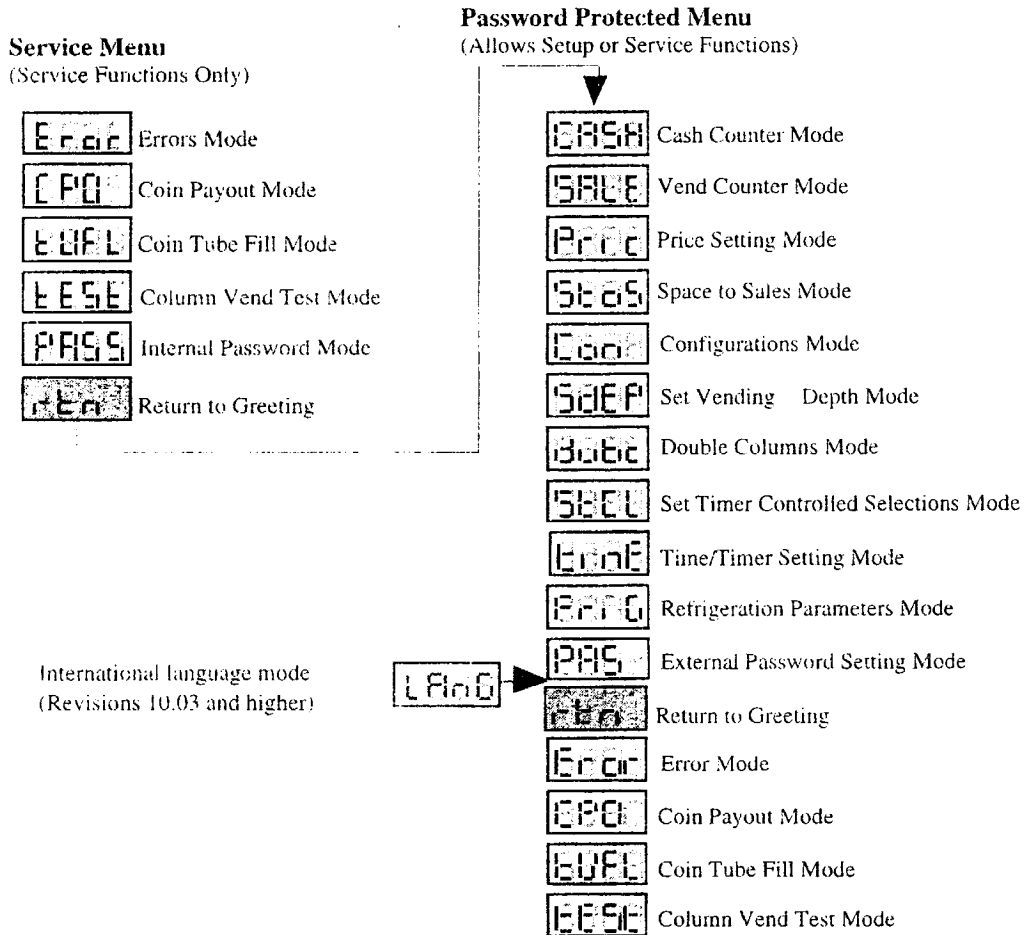 Service Menu
(Service Functions Only)
Error Errors Mode
CPO Coin Payout Mode
tUFL Coin Tube Fill Mode
tESt Column Vend Test Mode
PASS Internal Password Mode
rtn Return to Greeting
Password Protected Menu
(Allows Setup or Service Functions)
CASH Cash Counter Mode
SALE Vend Counter Mode
Pric Price Setting Mode
StoS Space to Sales Mode
Con Configurations Mode
SdEP Set Vending Depth Mode
Set Timer Controlled Selections Mode
Double Columns Mode
StCL
Time/Timer Setting Mode
FriG Refrigeration Parameters Mode
PAS External Password Setting Mode
International language mode
(Revisions 10.03 and higher)
LAnG
rtn Return to Greeting
Error Error Mode
CPO Coin Payout Mode
tUFL Coin Tube Fill Mode
tESt Column Vend Test Mode